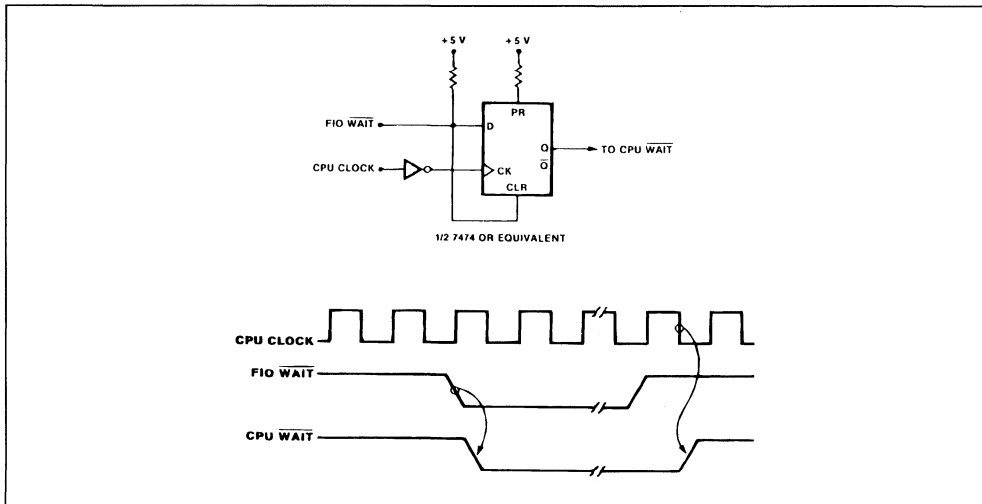 +5 V +5 V
PR
FIO WAIT D
Q TO CPU WAIT
Q
CPU CLOCK CK
CLR
1/2 7474 OR EQUIVALENT
CPU CLOCK
FIO WAIT
CPU WAIT